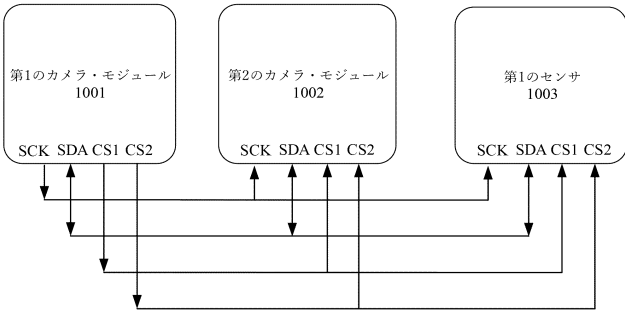 第1のカメラ・モジュール
1001
SCK SDA CS1 CS2
第2のカメラ・モジュール
1002
SCK SDA CS1 CS2
第1のセンサ
1003
SCK SDA CS1 CS2